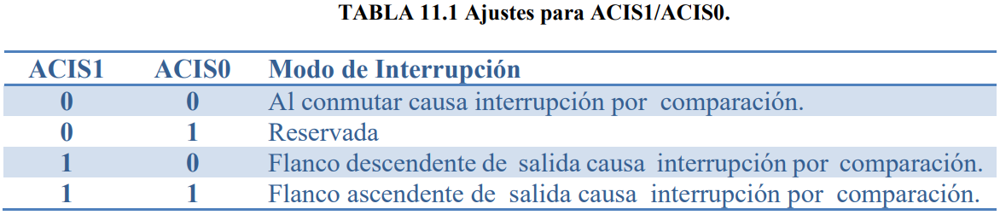 TABLA 11.1 Ajustes para ACIS1/ACIS0.
ACIS1 ACIS0 Modo de Interrupción
0 0 Al conmutar causa interrupción por comparación.
0 1 Reservada
1 0 Flanco descendente de salida causa interrupción por comparación.
1 1 Flanco ascendente de salida causa interrupción por comparación.